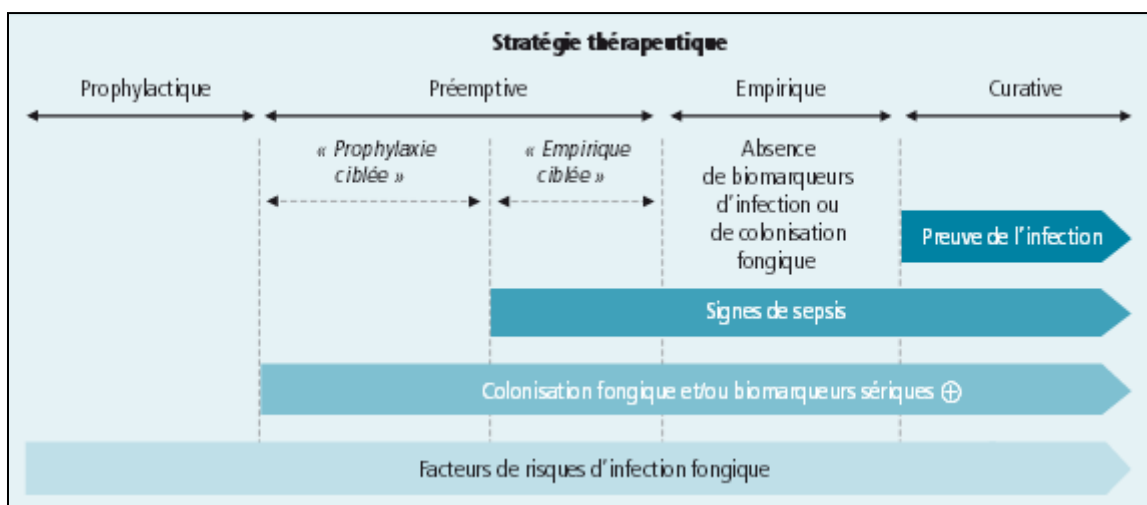 Stratégie thérapeutique
Prophylactique
Préemptive
Empirique
Curative
« Prophylaxie
ciblée »
« Empirique
ciblée »
Absence
de biomarqueurs
d'infection ou
de colonisation
fongique
Preuve de l'infection
Signes de sepsis
Colonisation fongique et/ou biomarqueurs sériques ⊕
Facteurs de risques d'infection fongique